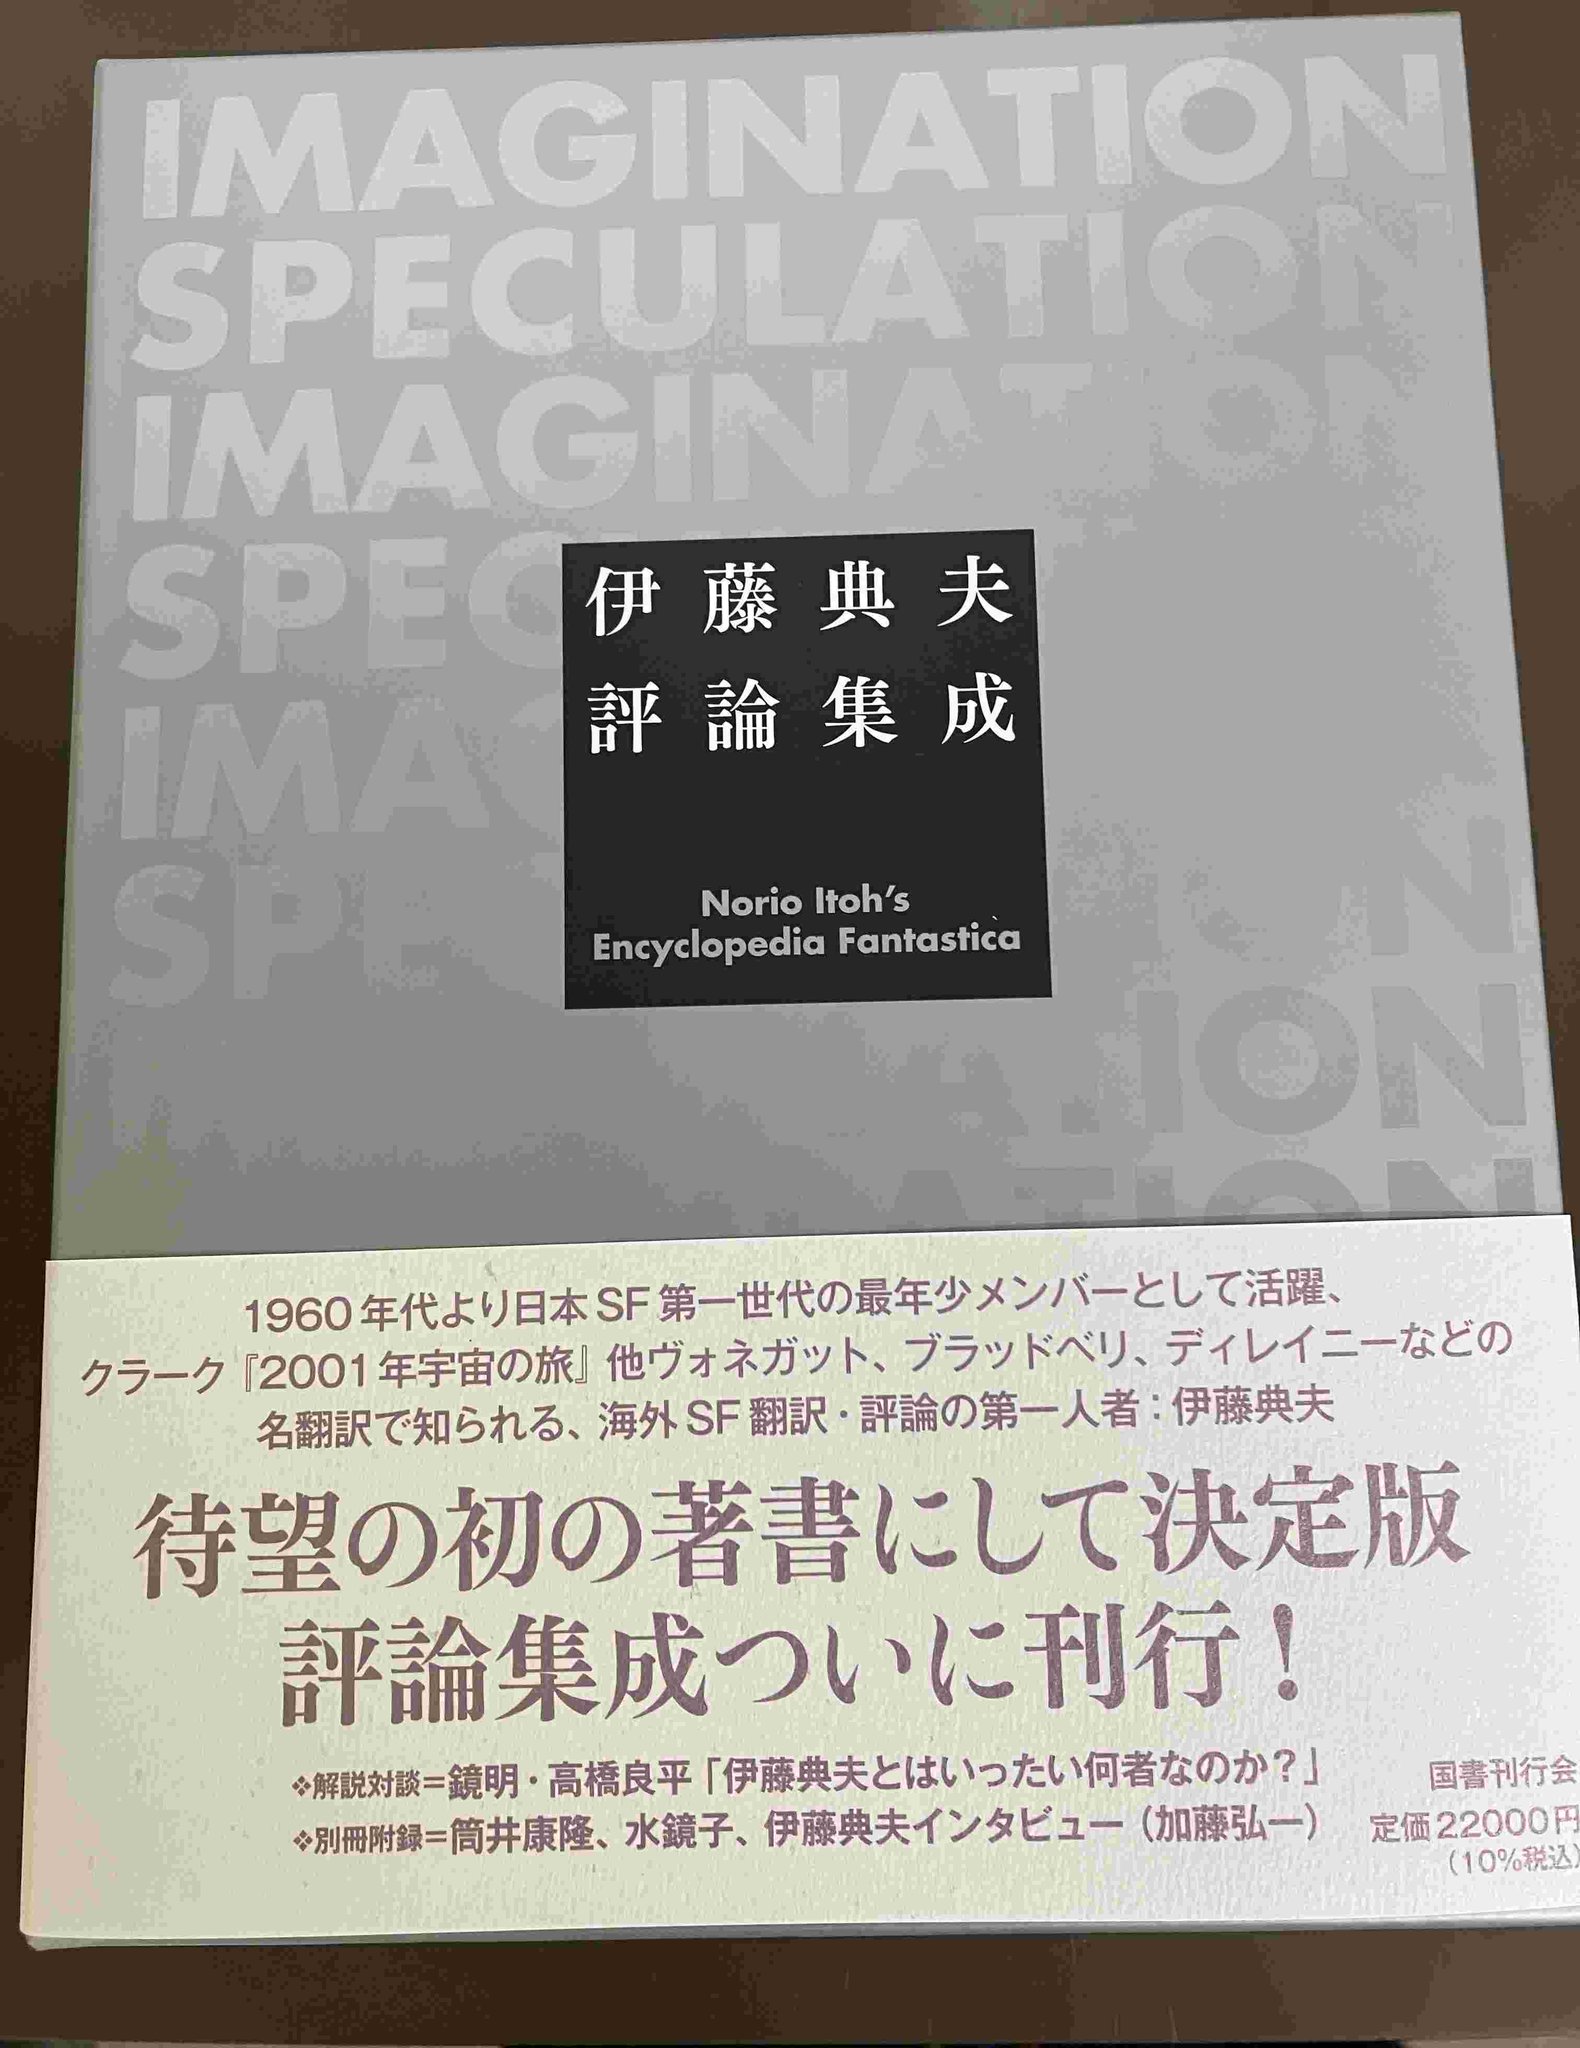 IMAGINATION
SPECULATION
IMAGINATION
SPEC
IMAG
SPE
N
ION
ATION
伊藤典夫
評論集成
Norio Itoh's
Encyclopedia Fantastica
1960年代より日本SF第一世代の最年少メンバーとして活躍、
クラーク『2001年宇宙の旅』他ヴォネガット、ブラッドベリ、ディレイニーなどの
名翻訳で知られる、海外SF翻訳・評論の第一人者：伊藤典夫
待望の初の著書にして決定版
評論集成ついに刊行！
❖解説対談＝鏡明・高橋良平「伊藤典夫とはいったい何者なのか？」
❖別冊附録＝筒井康隆、水鏡子、伊藤典夫インタビュー（加藤弘一）
国書刊行会
定価22000円
（10%税込）